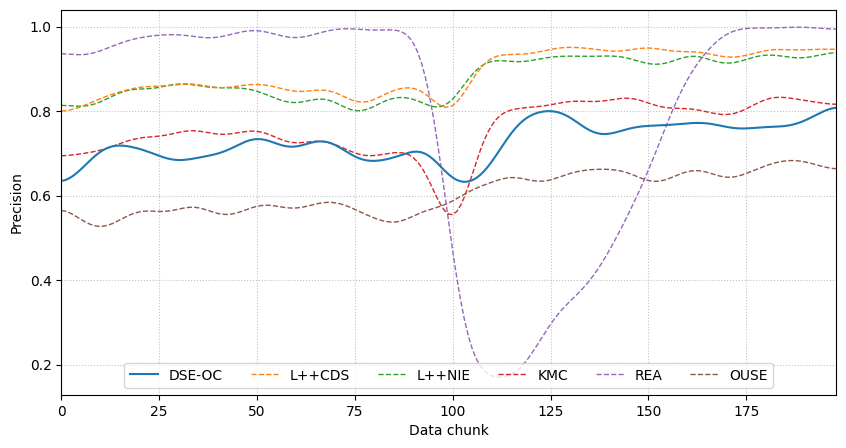 1.0
0.8
0.6
0.4
0.2
Precision
DSE-OC L++CDS L++NIE KMC REA OUSE
0 25 50 75 100 125 150 175
Data chunk